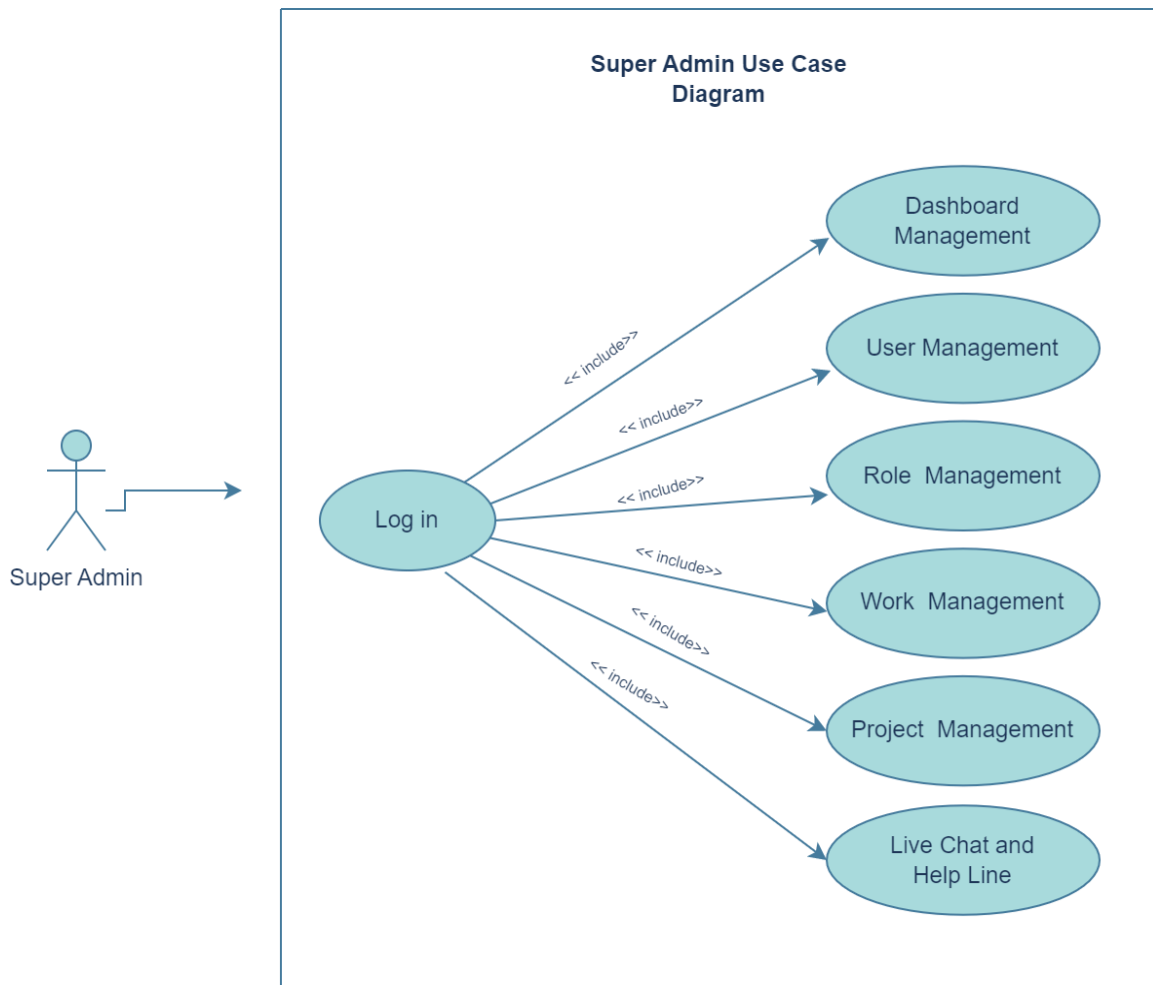 Super Admin Use Case
Diagram
Dashboard
Management
<< include>>
User Management
<< include>>
Role  Management
<< include>>
Log in
Super Admin
<< include>>
Work  Management
<< include>>
Project  Management
<< include>>
Live Chat and
Help Line